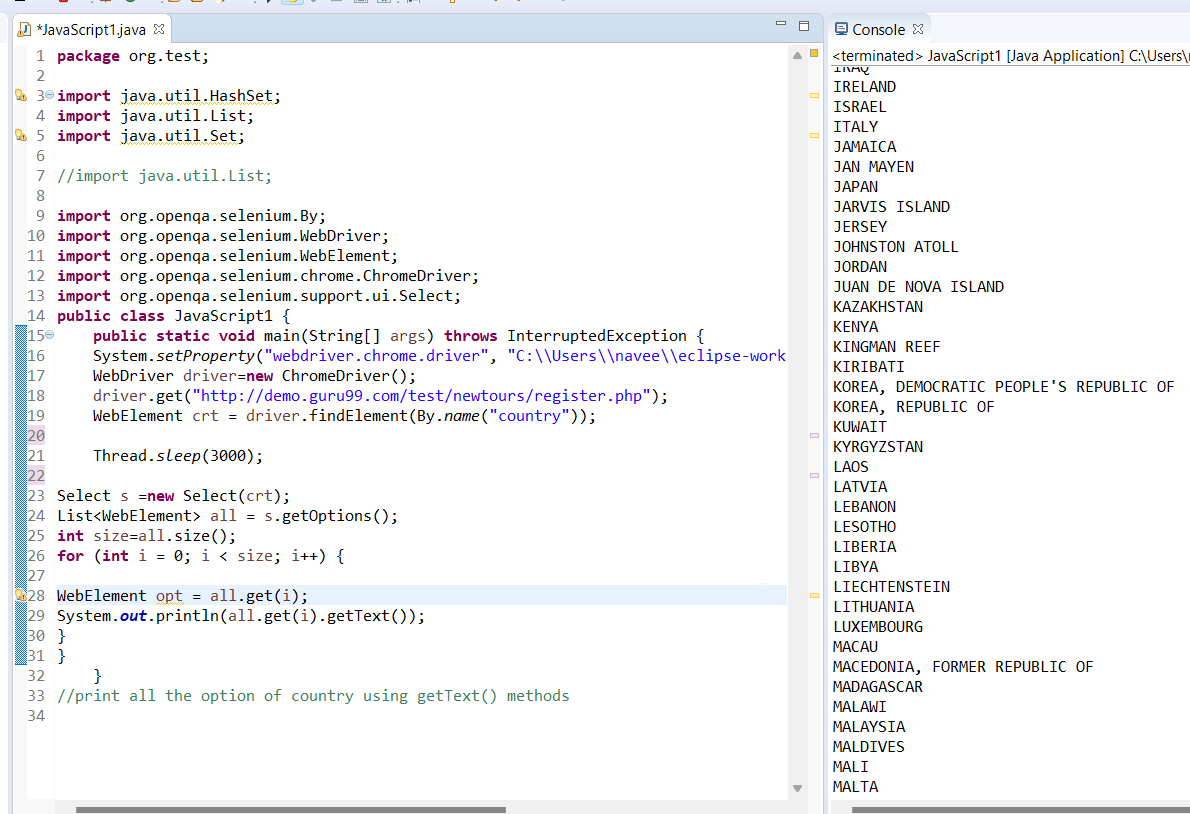 *JavaScript1.java
1 package org.test;
2
3 import java.util.HashSet;
4 import java.util.List;
5 import java.util.Set;
6
7 //import java.util.List;
8
9 import org.openqa.selenium.By;
10 import org.openqa.selenium.WebDriver;
11 import org.openqa.selenium.WebElement;
12 import org.openqa.selenium.chrome.ChromeDriver;
13 import org.openqa.selenium.support.ui.Select;
14 public class JavaScript1 {
15     public static void main(String[] args) throws InterruptedException {
16     System.setProperty("webdriver.chrome.driver", "C:\\Users\\navee\\eclipse-work
17     WebDriver driver=new ChromeDriver();
18     driver.get("http://demo.guru99.com/test/newtours/register.php");
19     WebElement crt = driver.findElement(By.name("country"));
20
21     Thread.sleep(3000);
22
23 Select s =new Select(crt);
24 List<WebElement> all = s.getOptions();
25 int size=all.size();
26 for (int i = 0; i < size; i++) {
27
28 WebElement opt = all.get(i);
29 System.out.println(all.get(i).getText());
30 }
31 }
32     }
33 //print all the option of country using getText() methods
34
Console
<terminated> JavaScript1 [Java Application] C:\Users\
IRAQ
IRELAND
ISRAEL
ITALY
JAMAICA
JAN MAYEN
JAPAN
JARVIS ISLAND
JERSEY
JOHNSTON ATOLL
JORDAN
JUAN DE NOVA ISLAND
KAZAKHSTAN
KENYA
KINGMAN REEF
KIRIBATI
KOREA, DEMOCRATIC PEOPLE'S REPUBLIC OF
KOREA, REPUBLIC OF
KUWAIT
KYRGYZSTAN
LAOS
LATVIA
LEBANON
LESOTHO
LIBERIA
LIBYA
LIECHTENSTEIN
LITHUANIA
LUXEMBOURG
MACAU
MACEDONIA, FORMER REPUBLIC OF
MADAGASCAR
MALAWI
MALAYSIA
MALDIVES
MALI
MALTA